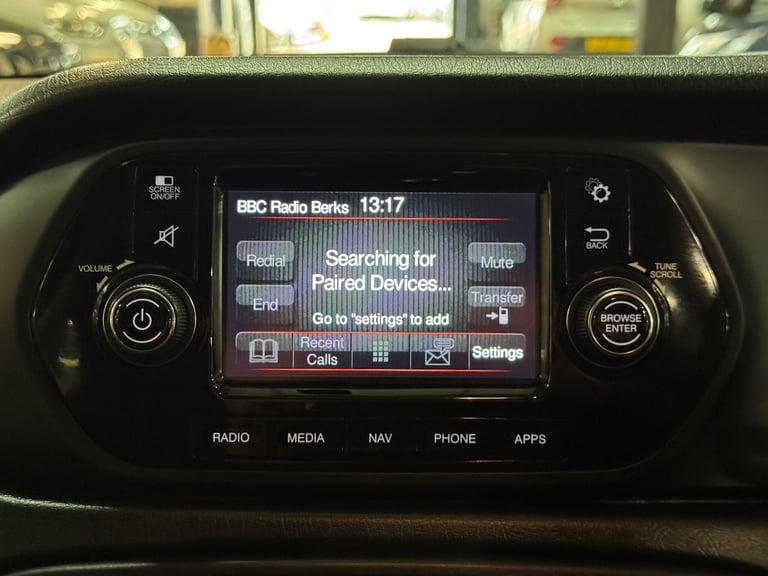 SCREEN
ON/OFF
VOLUME
BBC Radio Berks 13:17
Redial
End
Searching for
Paired Devices...
Go to "settings" to add
Mute
Transfer
Recent
Calls
Settings
BACK
TUNE
SCROLL
BROWSE
ENTER
RADIO MEDIA NAV PHONE APPS